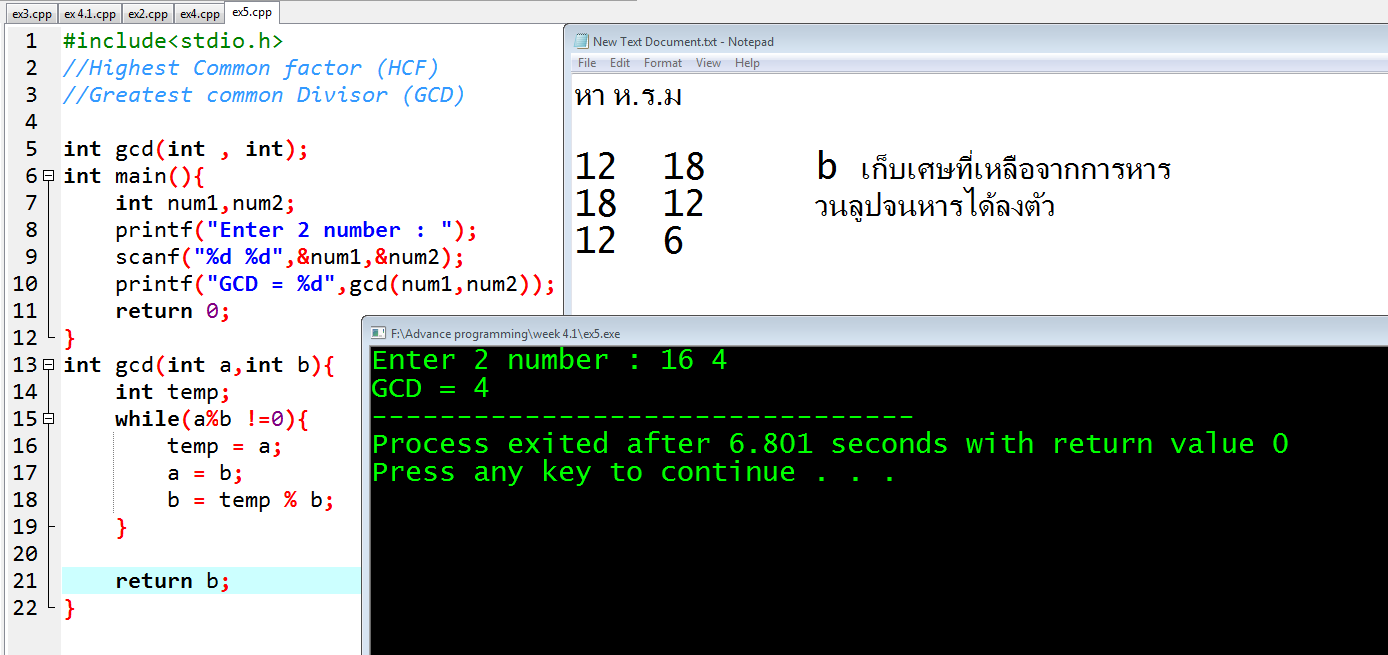 ex3.cpp ex 4.1.cpp ex2.cpp ex4.cpp ex5.cpp
1 #include<stdio.h>
2 //Highest Common factor (HCF)
3 //Greatest common Divisor (GCD)
4
5 int gcd(int , int);
6 int main(){
7 int num1,num2;
8 printf("Enter 2 number : ");
9 scanf("%d %d",&num1,&num2);
10 printf("GCD = %d",gcd(num1,num2));
11 return 0;
12 }
13 int gcd(int a,int b){
14 int temp;
15 while(a%b !=0){
16 temp = a;
17 a = b;
18 b = temp % b;
19 }
20
21 return b;
22 }
New Text Document.txt - Notepad
File Edit Format View Help
หา ห.ร.ม
12 18 b เก็บเศษที่เหลือจากการหาร
18 12 วนลูปจนหารได้ลงตัว
12 6
F:\Advance programming\week 4.1\ex5.exe
Enter 2 number : 16 4
GCD = 4
--------------------------------
Process exited after 6.801 seconds with return value 0
Press any key to continue . . .